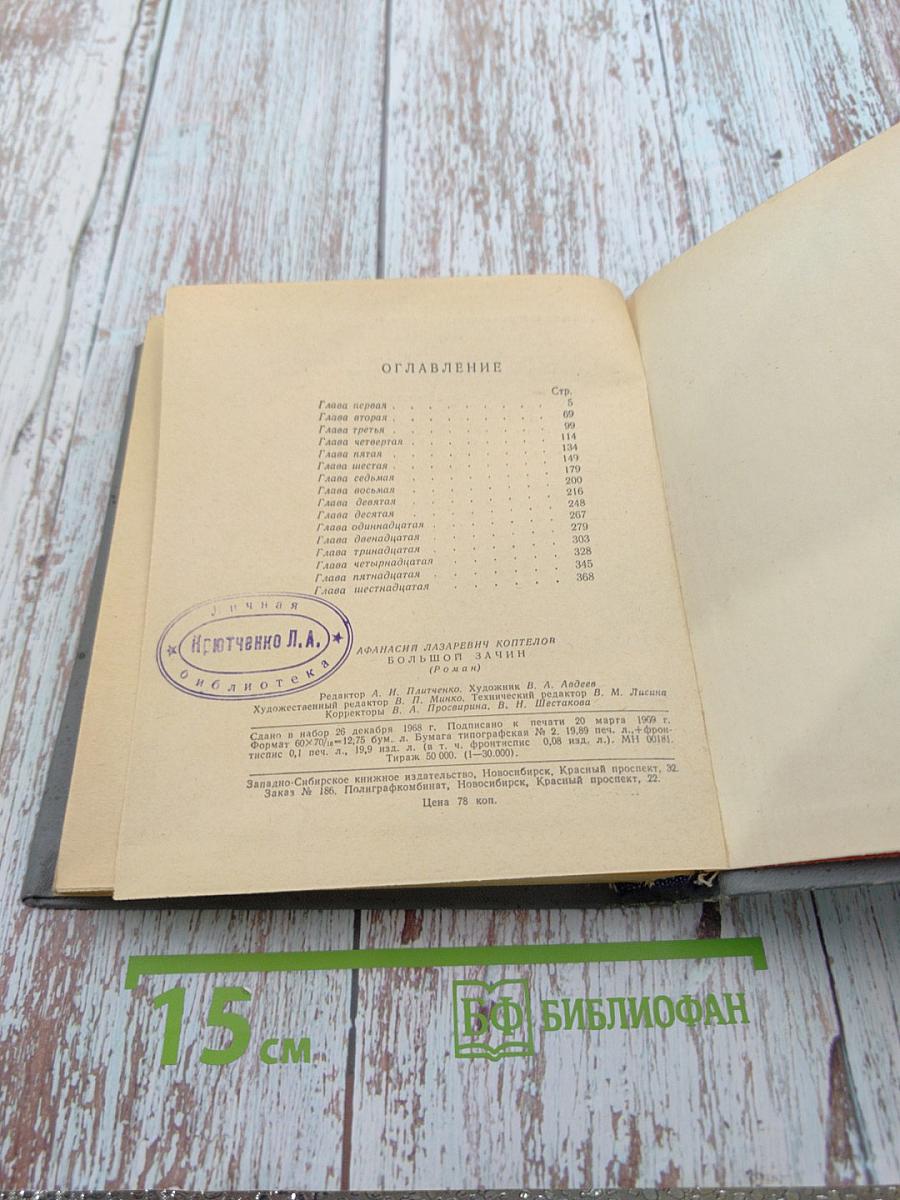 ОГЛАВЛЕНИЕ
Стр.
Глава первая . . . . . . . . 5
Глава вторая . . . . . . . . 69
Глава третья . . . . . . . . 99
Глава четвертая . . . . . . . 114
Глава пятая . . . . . . . . 134
Глава шестая . . . . . . . . 149
Глава седьмая . . . . . . . 179
Глава восьмая . . . . . . . 200
Глава девятая . . . . . . . 216
Глава десятая . . . . . . . 248
Глава одиннадцатая . . . . . . 267
Глава двенадцатая . . . . . . 279
Глава тринадцатая . . . . . . 303
Глава четырнадцатая . . . . . 328
Глава пятнадцатая . . . . . . 345
Глава шестнадцатая . . . . . . 368
Личная
Крютченко Л. А.
библиотека
АФАНАСИЙ ЛАЗАРЕВИЧ КОПТЕЛОВ
БОЛЬШОЙ ЗАЧИН
(Роман)
Редактор А. И. Плитченко. Художник В. А. Авдеев
Художественный редактор В. П. Минко. Технический редактор В. М. Лисина
Корректоры В. А. Просвирина, В. Н. Шестакова
Сдано в набор 26 декабря 1968 г. Подписано к печати 20 марта 1969 г.
Формат 60×70/16=12,75 бум. л. Бумага типографская № 2. 19,89 печ. л.,+фрон-
тиспис 0,1 печ. л., 19,9 изд. л. (в т. ч. фронтиспис 0,08 изд. л.). МН 00181.
Тираж 50 000. (1—30.000).
Западно-Сибирское книжное издательство, Новосибирск, Красный проспект, 32.
Заказ № 186. Полиграфкомбинат, Новосибирск, Красный проспект, 22.
Цена 78 коп.
15 см
БФ БИБЛИОФАН